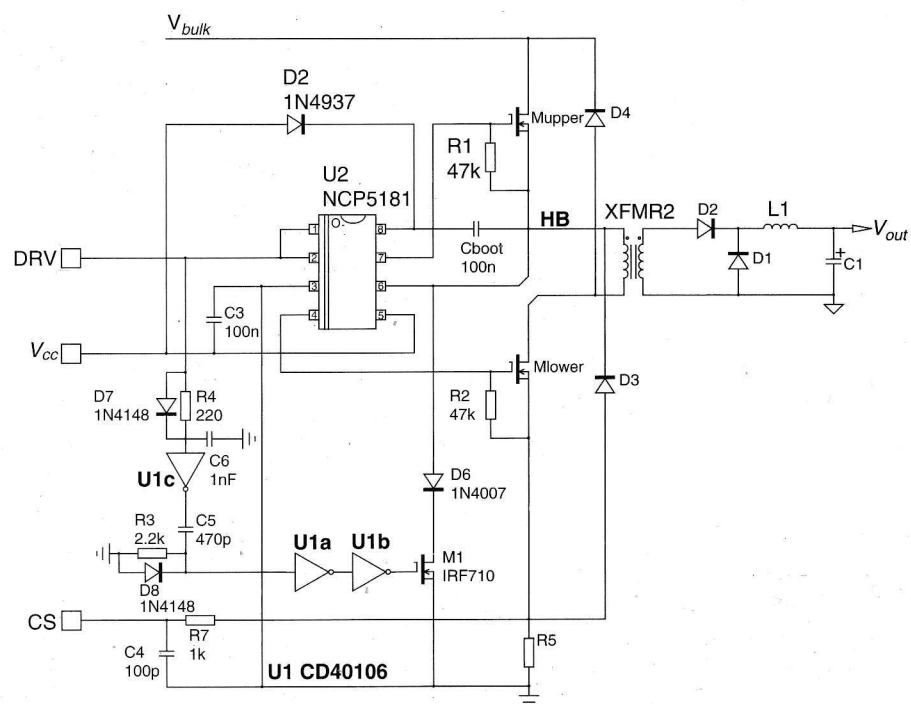 V_bulk
D2
1N4937
Mupper
D4
R1
47k
U2
NCP5181
1
2
3
4
8
7
6
5
Cboot
100n
HB
XFMR2
D2
L1
V_out
D1
+
C1
DRV
C3
100n
V_cc
Mlower
D3
D7
1N4148
R4
220
R2
47k
C6
1nF
U1c
D6
1N4007
R3
2.2k
C5
470p
U1a
U1b
M1
IRF710
D8
1N4148
CS
R7
1k
R5
C4
100p
U1 CD40106